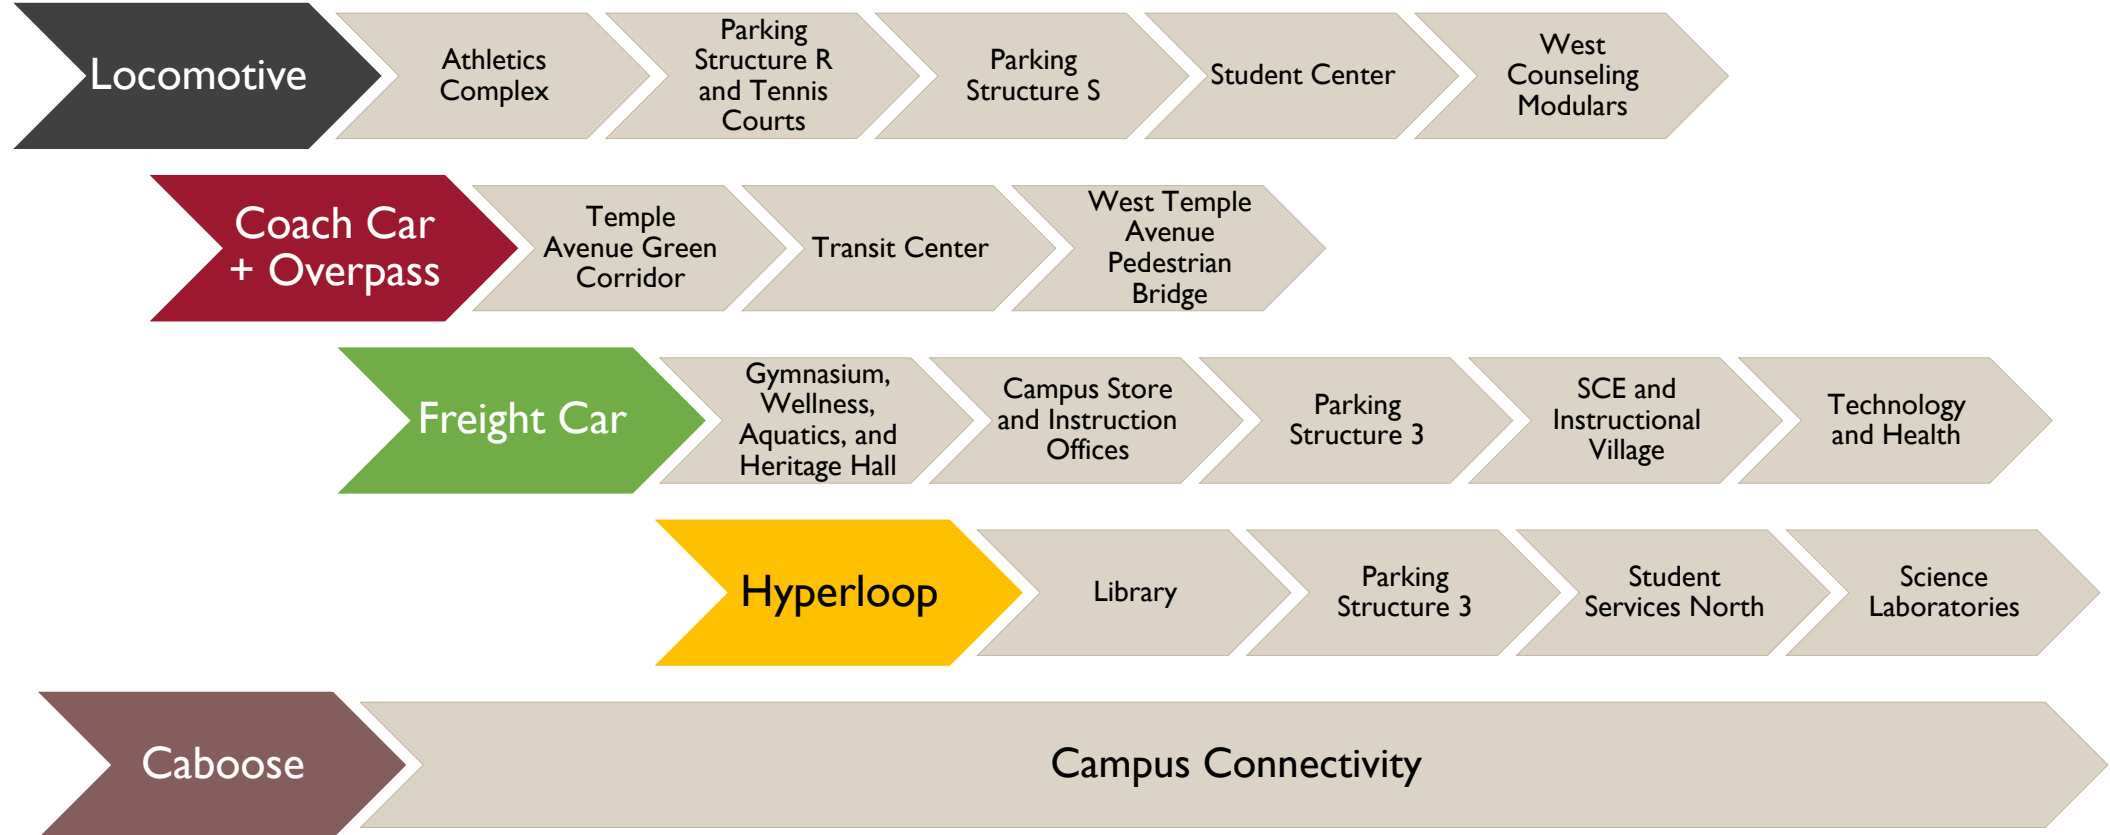 Locomotive
Athletics
Complex
Parking
Structure R
and Tennis
Courts
Parking
Structure S
Student Center
West
Counseling
Modulars
Coach Car
+ Overpass
Temple
Avenue Green
Corridor
Transit Center
West Temple
Avenue
Pedestrian
Bridge
Freight Car
Gymnasium,
Wellness,
Aquatics, and
Heritage Hall
Campus Store
and Instruction
Offices
Parking
Structure 3
SCE and
Instructional
Village
Technology
and Health
Hyperloop
Library
Parking
Structure 3
Student
Services North
Science
Laboratories
Caboose
Campus Connectivity